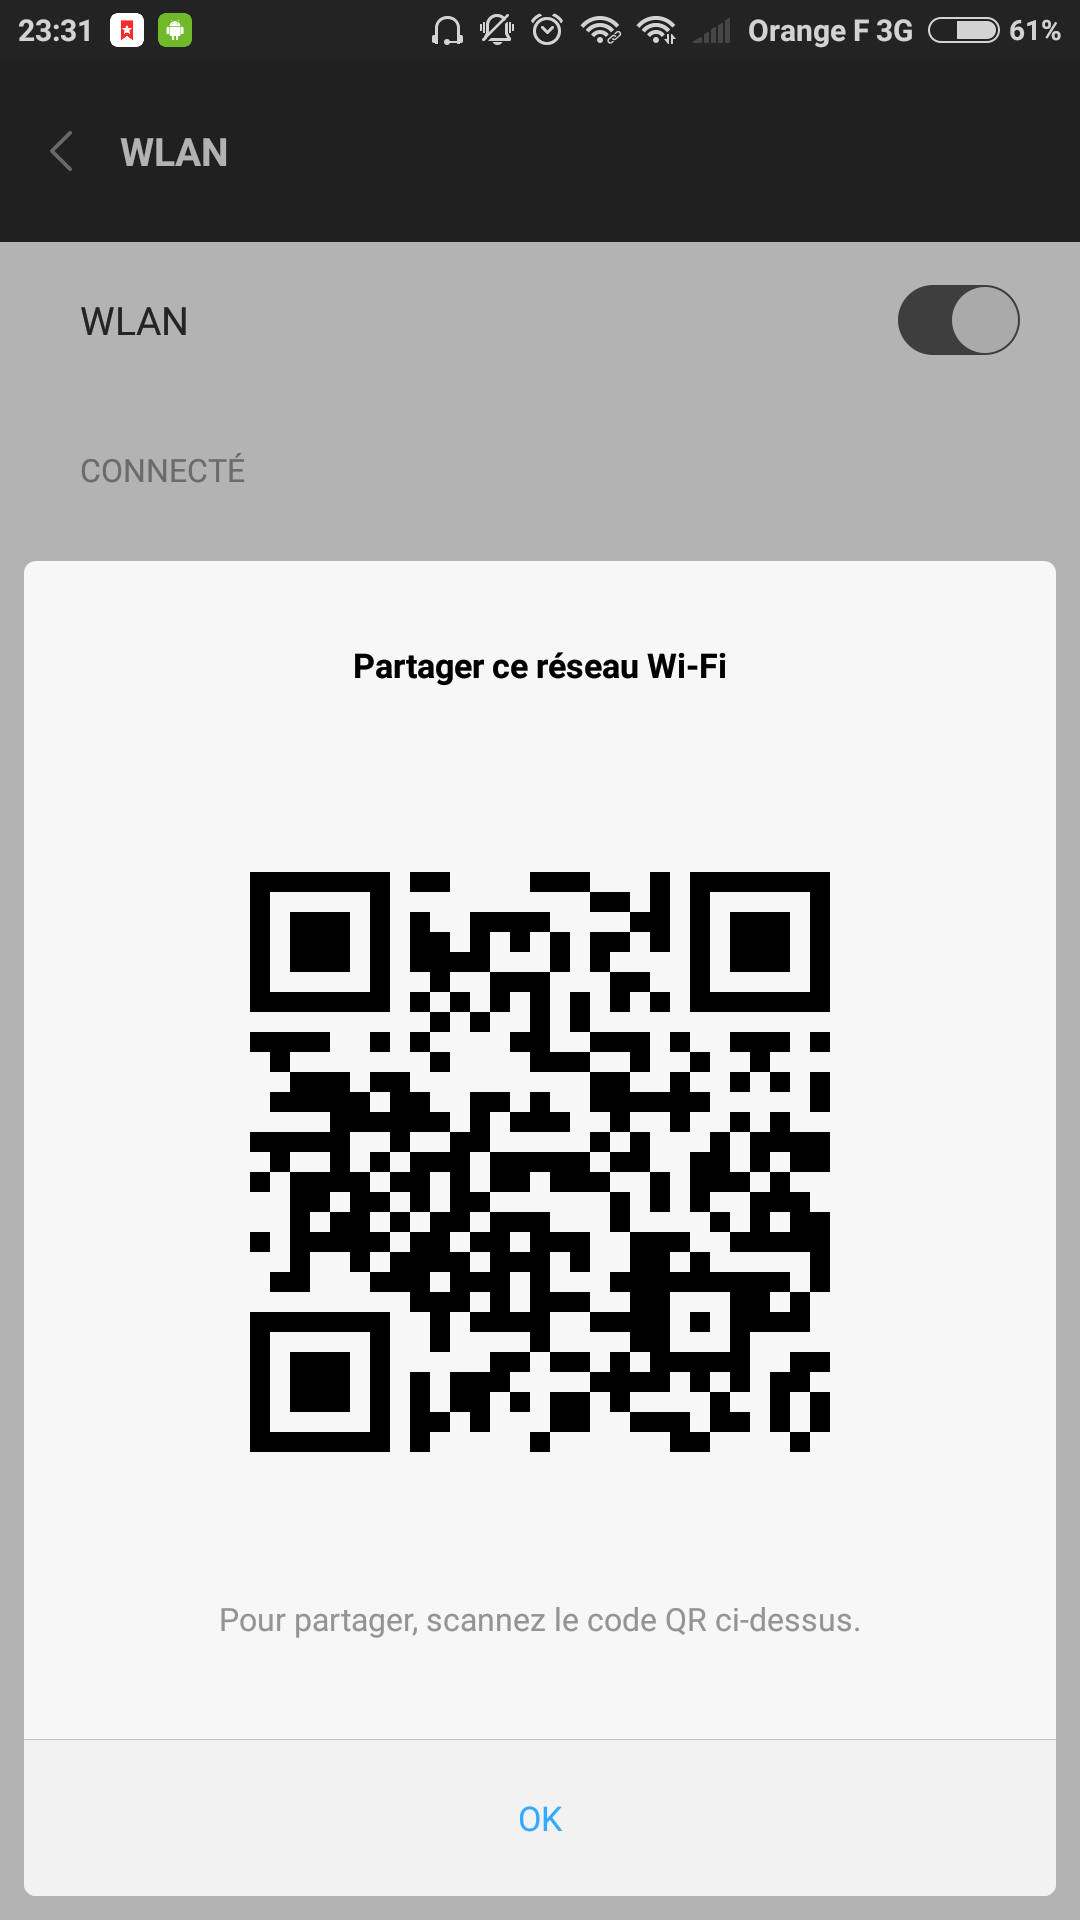 23:31 Orange F 3G 61%
WLAN
WLAN
CONNECTÉ
Partager ce réseau Wi-Fi
Pour partager, scannez le code QR ci-dessus.
OK